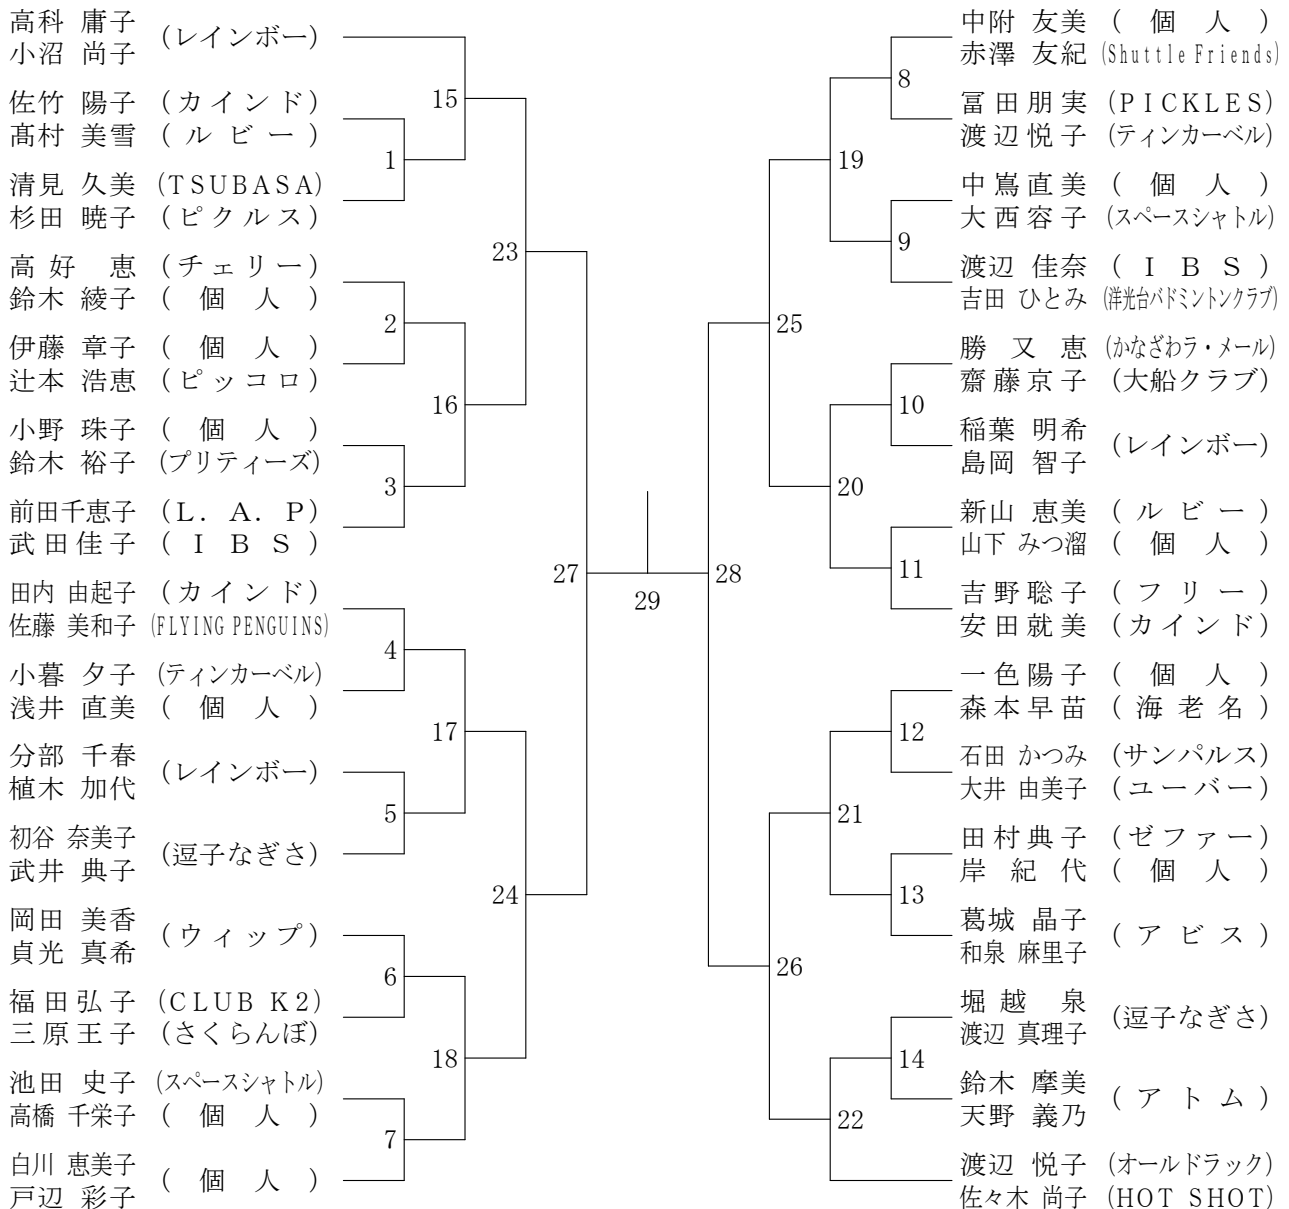 高科 庸子 (レインボー)
小沼 尚子
佐竹 陽子 (カインド)
髙村 美雪 (ルビー)
清見 久美 (TSUBASA)
杉田 暁子 (ピクルス)
高好 恵 (チェリー)
鈴木 綾子 (個人)
伊藤 章子 (個人)
辻本 浩恵 (ピッコロ)
小野 珠子 (個人)
鈴木 裕子 (プリティーズ)
前田千恵子 (L．A．P)
武田佳子 (ＩＢＳ)
田内 由起子 (カインド)
佐藤 美和子 (FLYING PENGUINS)
小暮 夕子 (ティンカーベル)
浅井 直美 (個人)
分部 千春 (レインボー)
植木 加代
初谷 奈美子 (逗子なぎさ)
武井 典子
岡田 美香 (ウィップ)
貞光 真希
福田弘子 (CLUB K2)
三原王子 (さくらんぼ)
池田 史子 (スペースシャトル)
高橋 千栄子 (個人)
白川 恵美子 (個人)
戸辺 彩子
1
2
3
4
5
6
7
15
16
17
18
23
24
27
29
28
25
26
19
20
21
22
8
9
10
11
12
13
14
中附 友美 (個人)
赤澤 友紀 (Shuttle Friends)
冨田朋実 (PICKLES)
渡辺悦子 (ティンカーベル)
中嶌直美 (個人)
大西容子 (スペースシャトル)
渡辺 佳奈 (ＩＢＳ)
吉田 ひとみ (洋光台バドミントンクラブ)
勝又 恵 (かなざわラ・メール)
齋藤京子 (大船クラブ)
稲葉 明希 (レインボー)
島岡 智子
新山 恵美 (ルビー)
山下 みつ溜 (個人)
吉野聡子 (フリー)
安田就美 (カインド)
一色陽子 (個人)
森本早苗 (海老名)
石田 かつみ (サンパルス)
大井 由美子 (ユーバー)
田村典子 (ゼファー)
岸紀代 (個人)
葛城 晶子 (アビス)
和泉 麻里子
堀越 泉 (逗子なぎさ)
渡辺 真理子
鈴木 摩美 (アトム)
天野 義乃
渡辺 悦子 (オールドラック)
佐々木 尚子 (HOT SHOT)